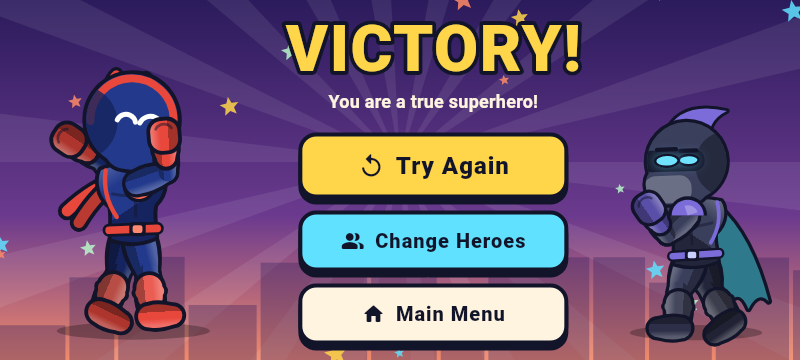 VICTORY!
You are a true superhero!
Try Again
Change Heroes
Main Menu